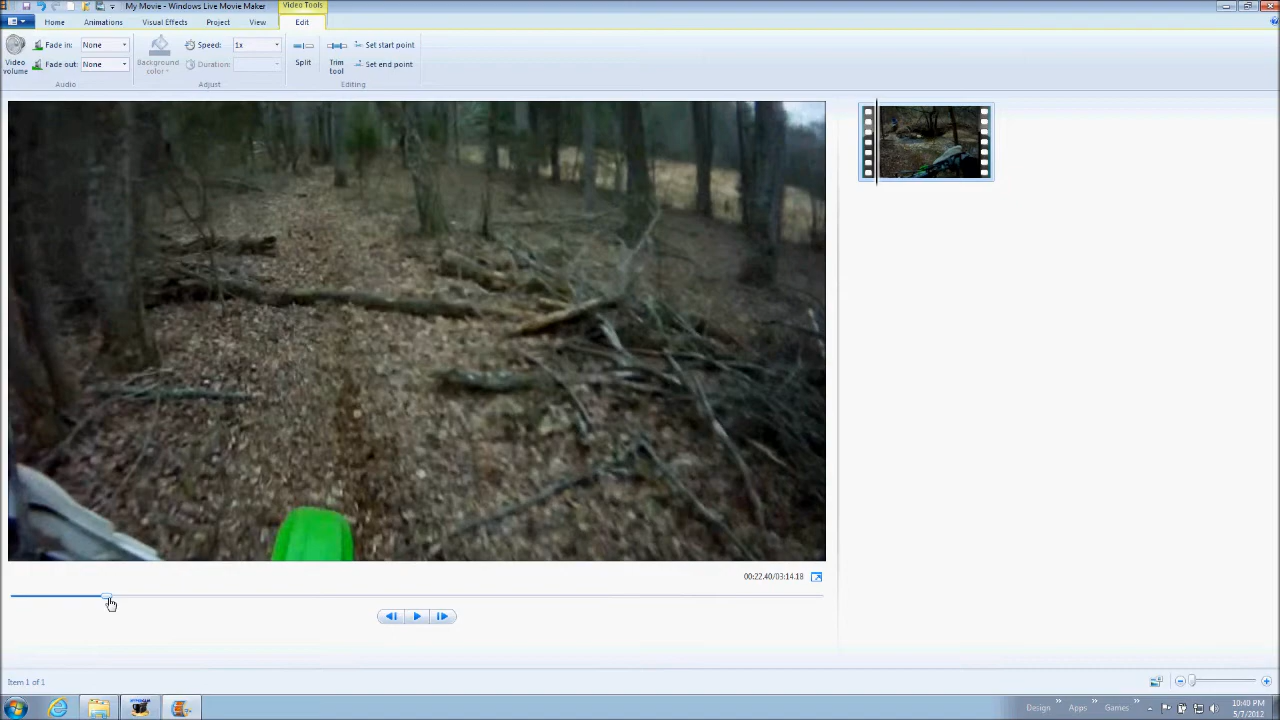 My Movie - Windows Live Movie Maker
Video Tools
Home
Animations
Visual Effects
Project
View
Edit
Video volume
Fade in: None
Fade out: None
Audio
Background color
Speed: 1x
Duration:
Adjust
Split
Trim tool
Set start point
Set end point
Editing
00:22.40/03:14.18
Item 1 of 1
Design
Apps
Games
10:40 PM
5/7/2012